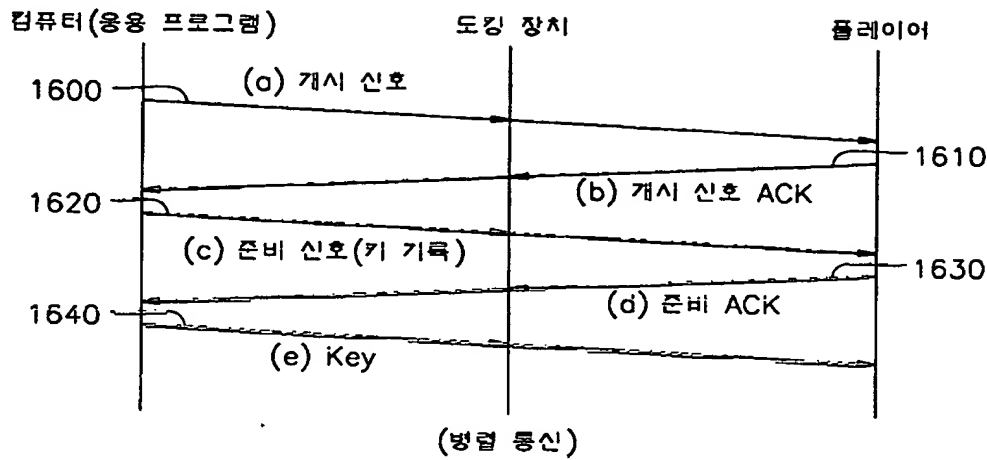 컴퓨터(응용 프로그램)
도킹 장치
플레이어
1600
(a) 개시 신호
1610
(b) 개시 신호 ACK
1620
(c) 준비 신호(키 기록)
1630
(d) 준비 ACK
1640
(e) Key
(병렬 통신)